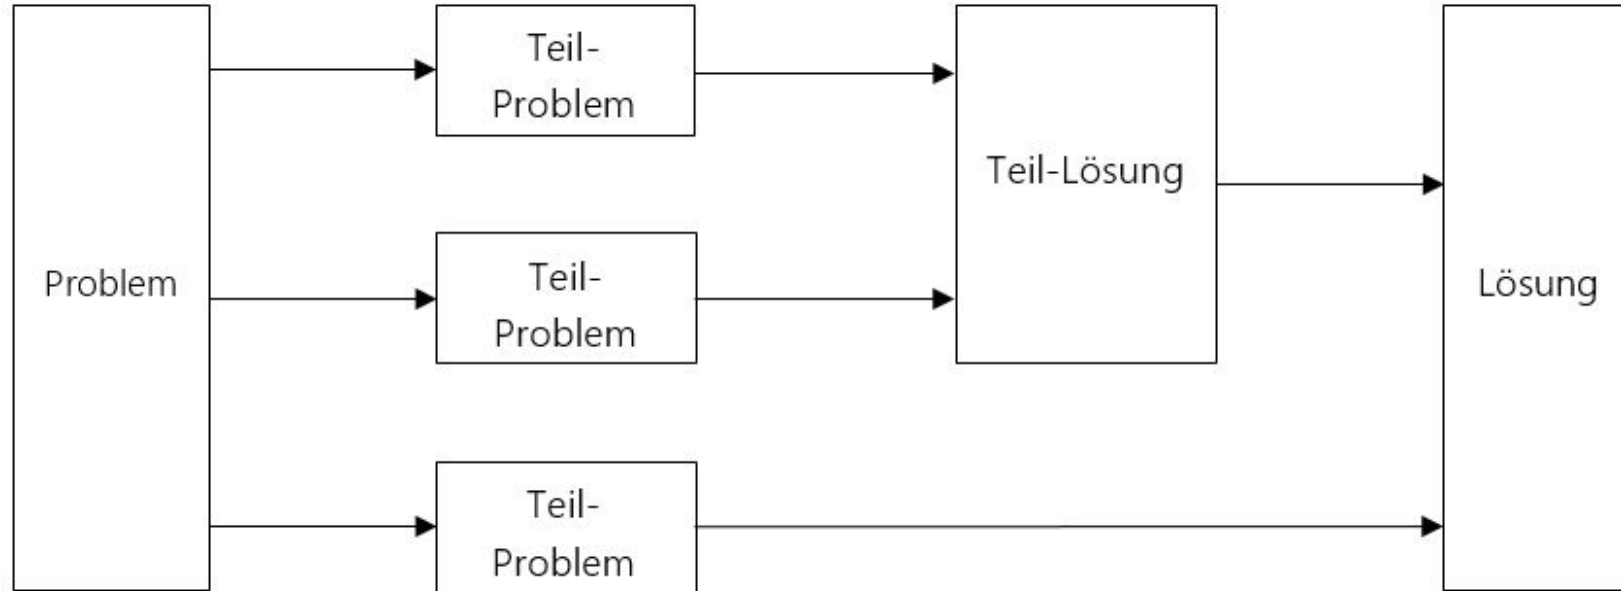 Problem
Teil-
Problem
Teil-
Problem
Teil-
Problem
Teil-Lösung
Lösung